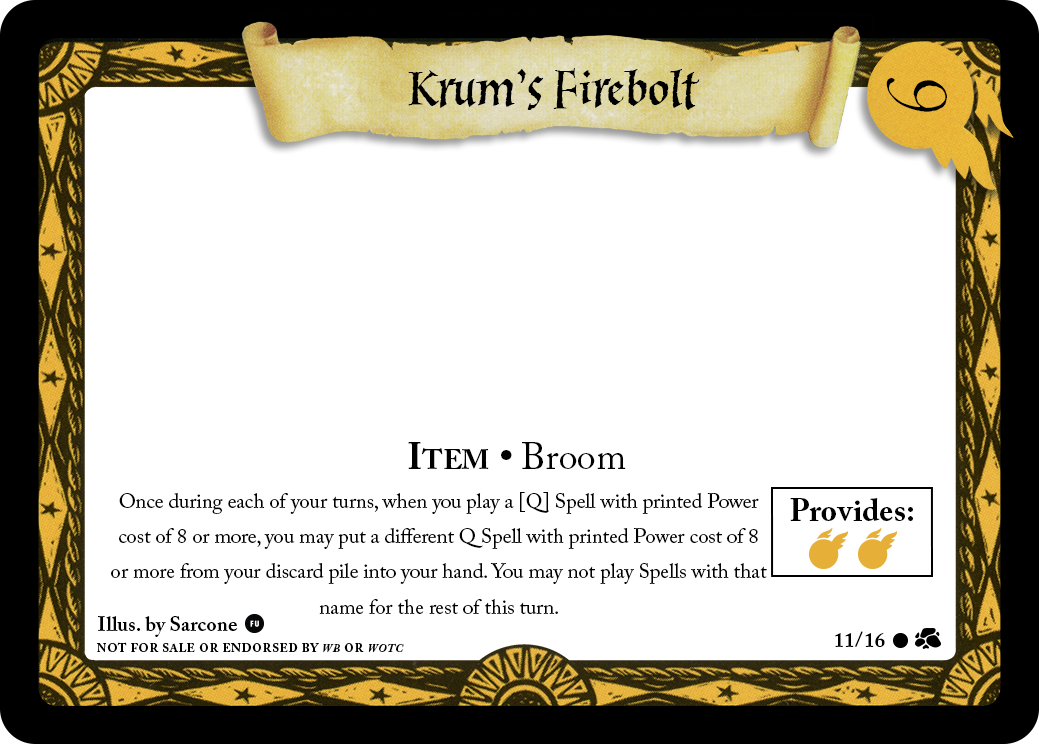 Krum's Firebolt
6
ITEM • Broom
Once during each of your turns, when you play a [Q] Spell with printed Power
cost of 8 or more, you may put a different Q Spell with printed Power cost of 8
or more from your discard pile into your hand. You may not play Spells with that
name for the rest of this turn.
Provides:
Illus. by Sarcone FU
NOT FOR SALE OR ENDORSED BY WB OR WOTC
11/16